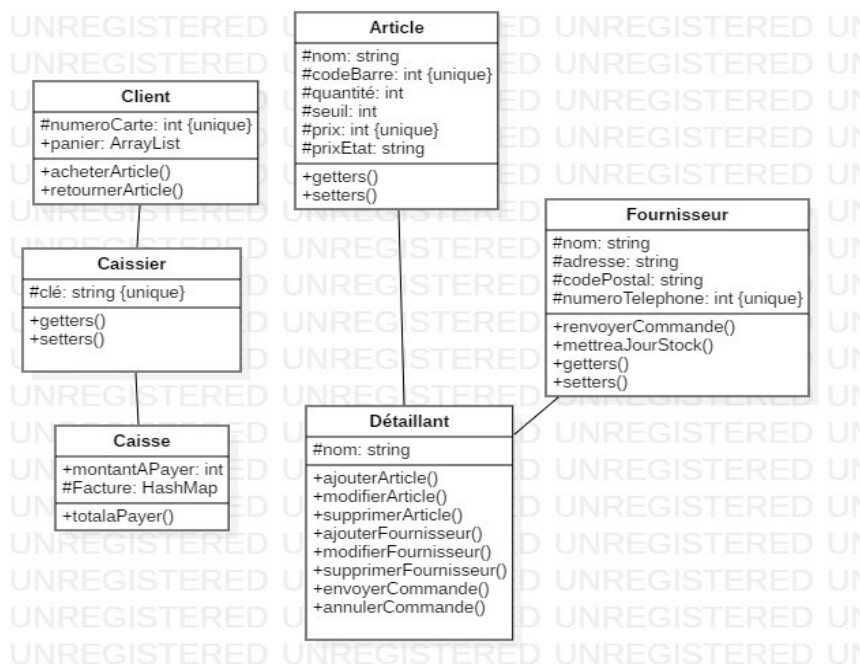 Client
#numeroCarte: int {unique}
+panier: ArrayList
+acheterArticle()
+retournerArticle()
Caissier
#clé: string {unique}
+getters()
+setters()
Caisse
+montantAPayer: int
#Facture: HashMap
+totalaPayer()
Article
#nom: string
#codeBarre: int {unique}
#quantité: int
#seuil: int
#prix: int {unique}
#prixEtat: string
+getters()
+setters()
Fournisseur
#nom: string
#adresse: string
#codePostal: string
#numeroTelephone: int {unique}
+renvoyerCommande()
+mettreaJourStock()
+getters()
+setters()
Détaillant
#nom: string
+ajouterArticle()
+modifierArticle()
+supprimerArticle()
+ajouterFournisseur()
+modifierFournisseur()
+supprimerFournisseur()
+envoyerCommande()
+annulerCommande()
UNREGISTERED